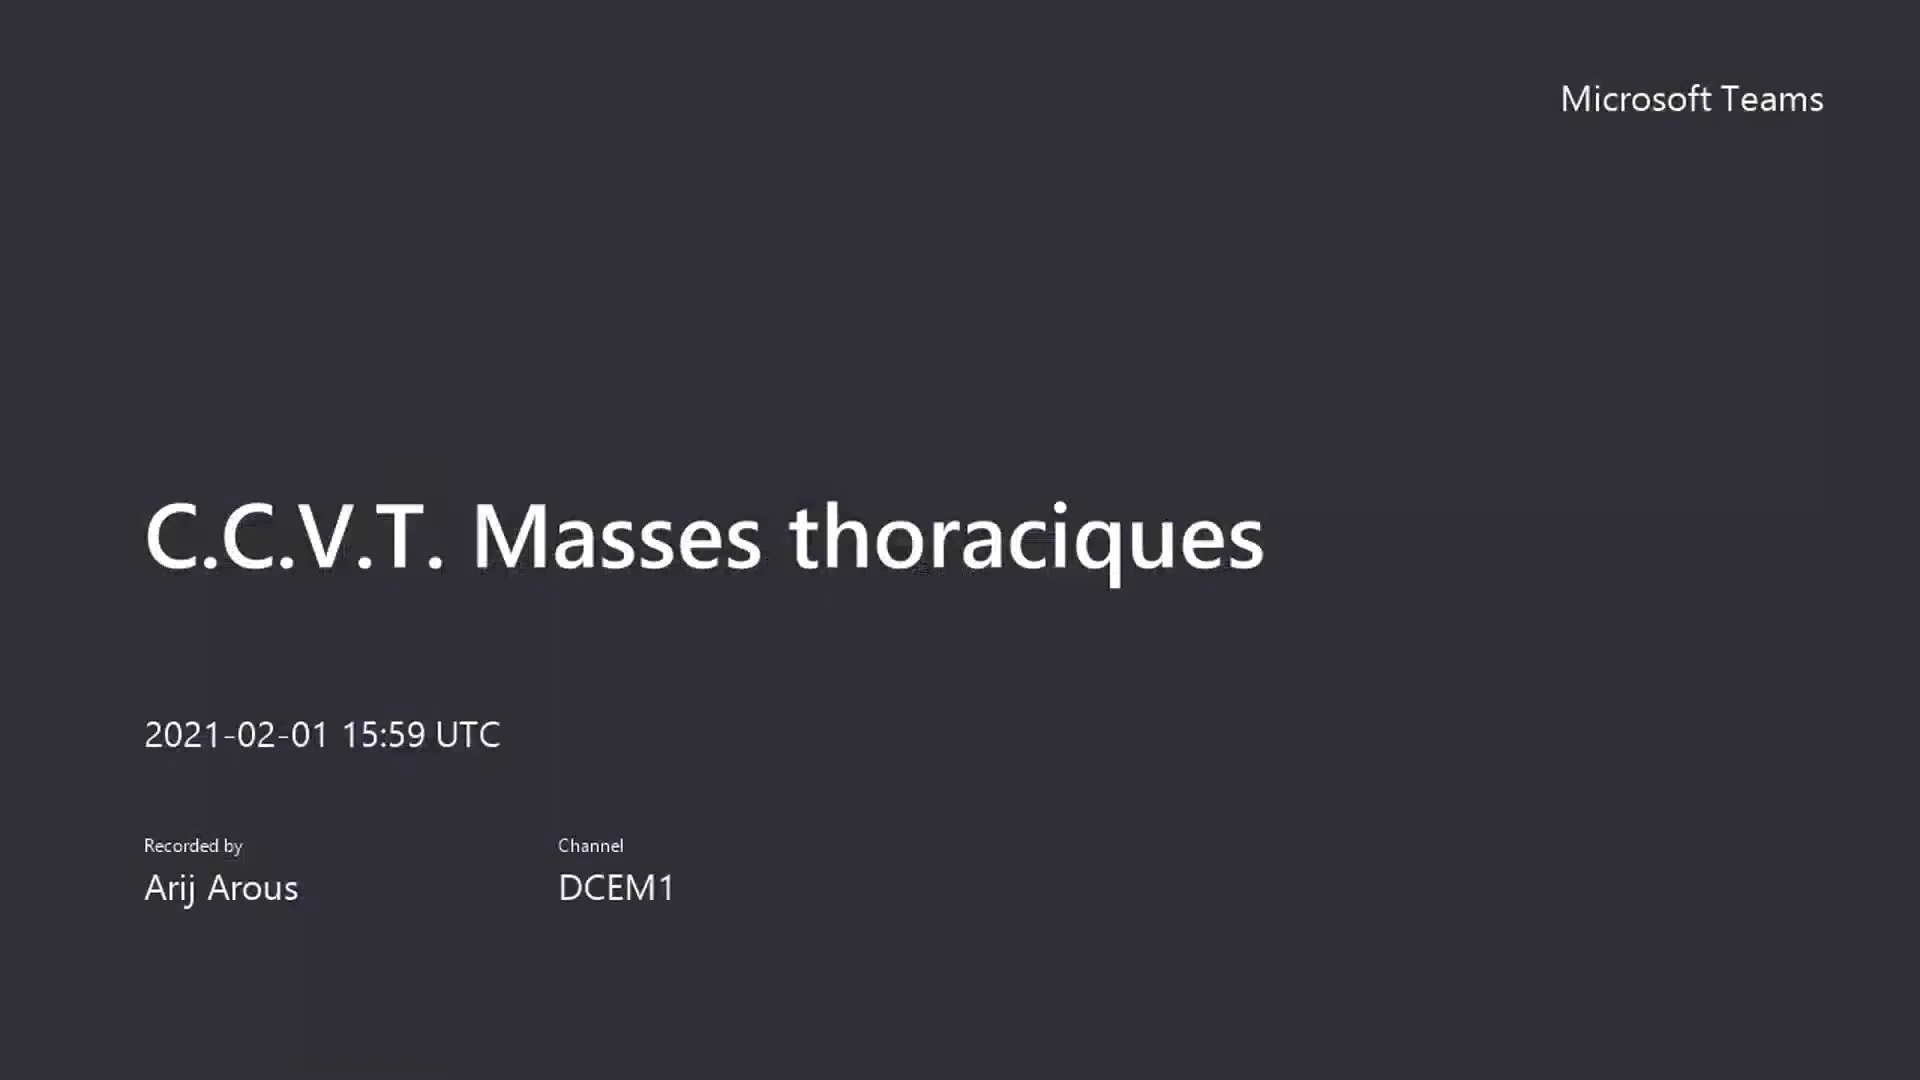 Microsoft Teams
C.C.V.T. Masses thoraciques
2021-02-01 15:59 UTC
Recorded by
Arij Arous
Channel
DCEM1